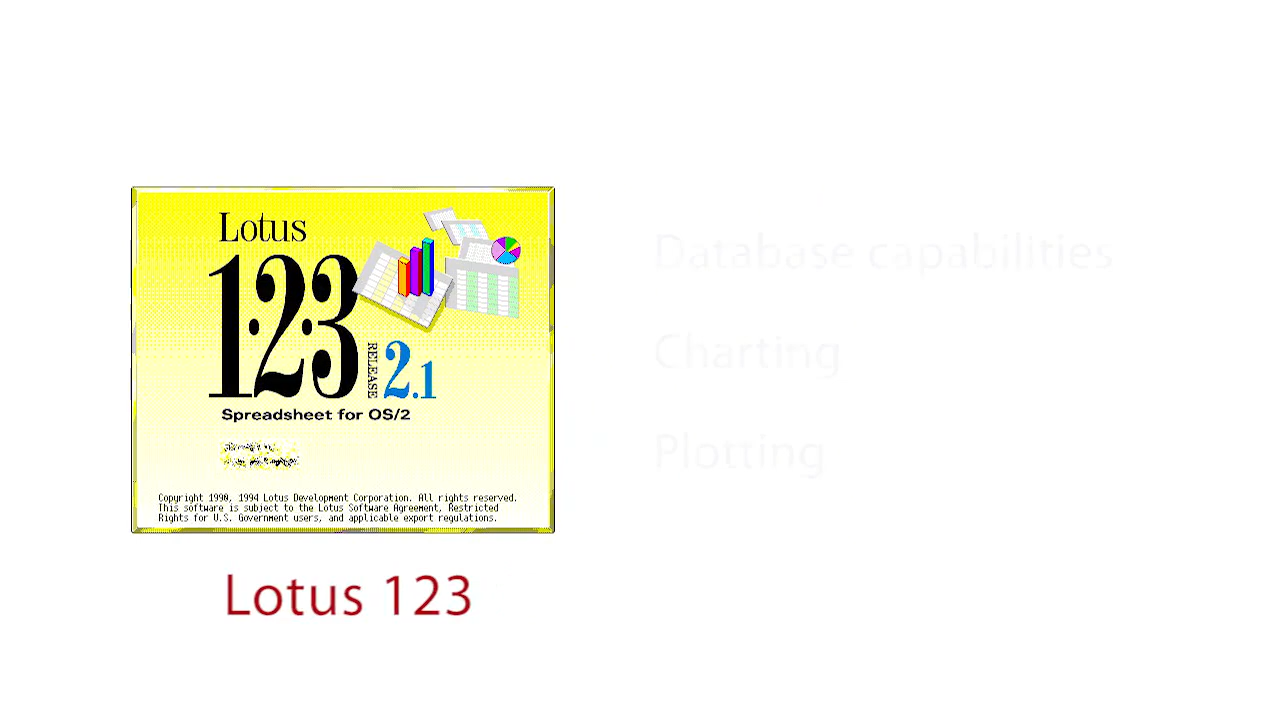 Lotus
1·2·3
RELEASE 2.1
Spreadsheet for OS/2
Copyright 1990, 1994 Lotus Development Corporation. All rights reserved.
This software is subject to the Lotus Software Agreement, Restricted
Rights for U.S. Government users, and applicable export regulations.
Lotus 123
Database capabilities
Charting
Plotting